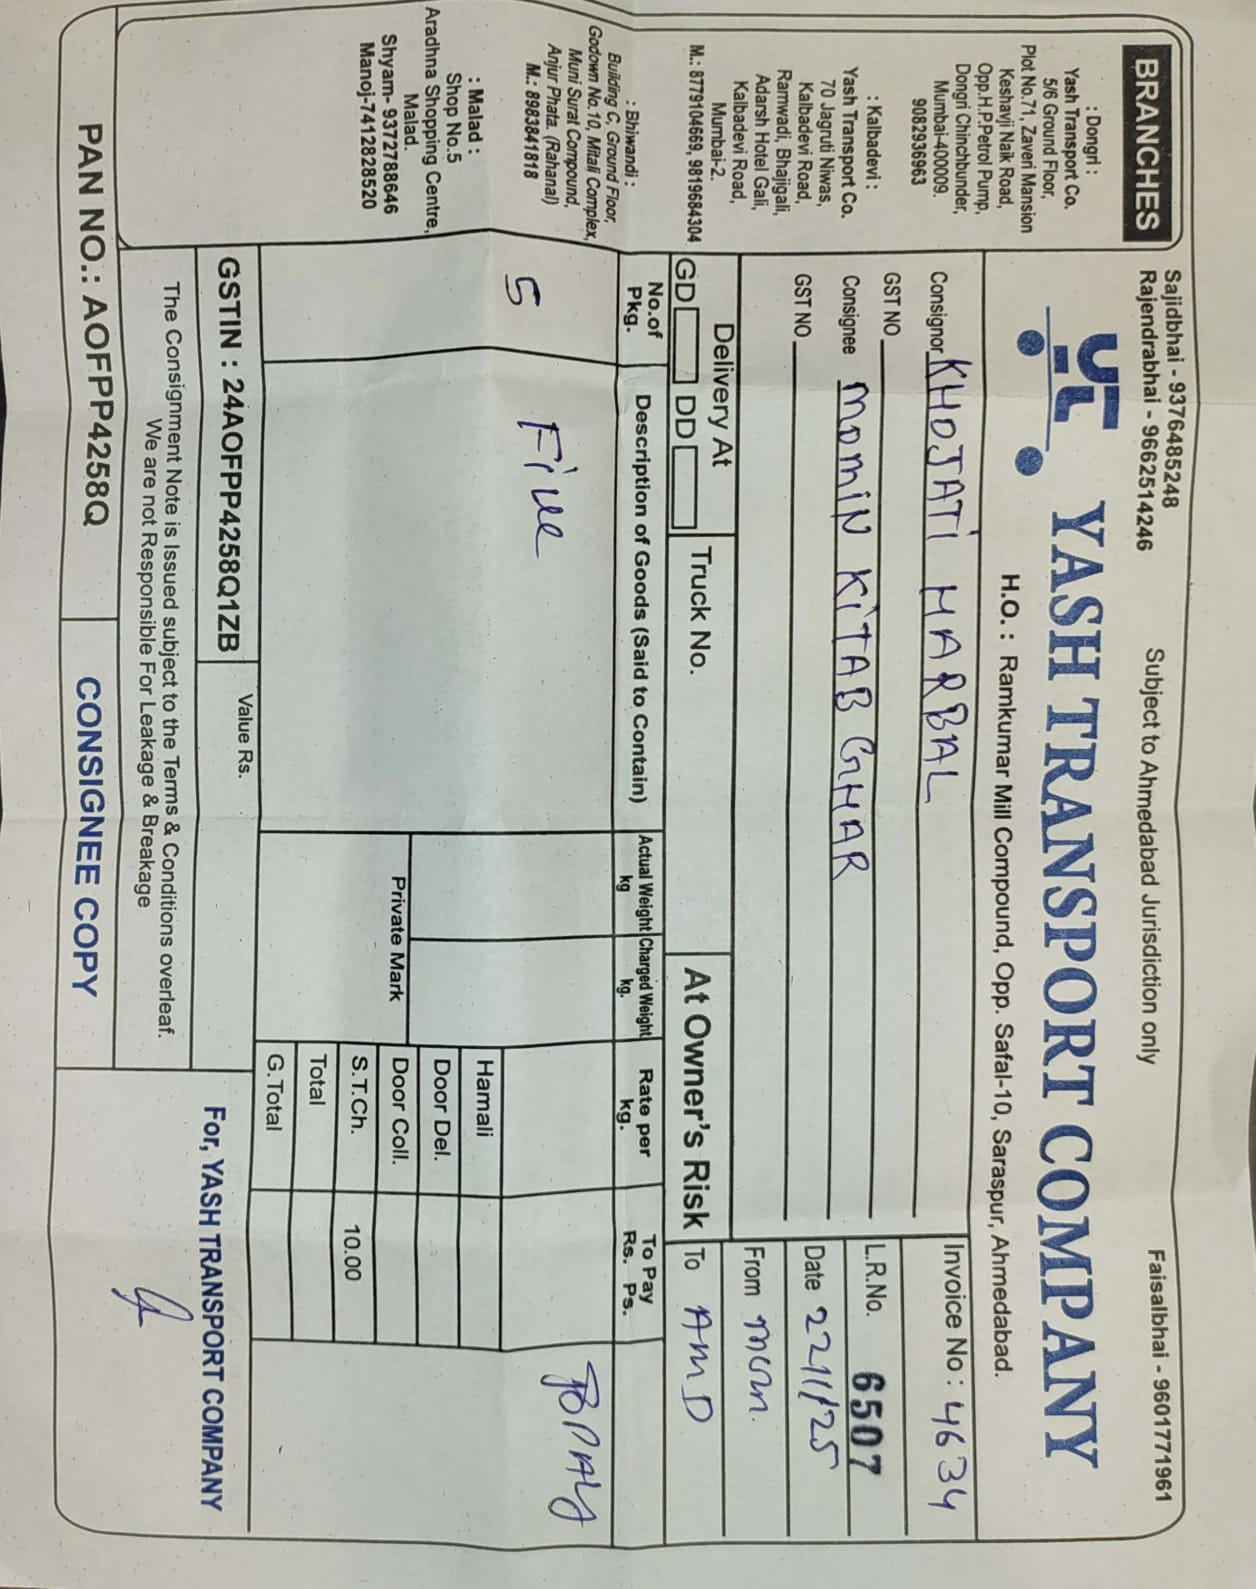 Sajidbhai - 9376485248
Rajendrabhai - 9662514246
Subject to Ahmedabad Jurisdiction only
Faisalbhai - 9601771961
YASH TRANSPORT COMPANY
H.O. : Ramkumar Mill Compound, Opp. Safal-10, Saraspur, Ahmedabad.
BRANCHES
: Dongri :
Yash Transport Co.
5/6 Ground Floor,
Plot No.71, Zaveri Mansion
Keshavji Naik Road,
Opp.H.P.Petrol Pump,
Dongri Chinchbunder,
Mumbai-400009.
9082936963
: Kalbadevi :
Yash Transport Co.
70 Jagruti Niwas,
Kalbadevi Road,
Ramwadi, Bhajigali,
Adarsh Hotel Gali,
Kalbadevi Road,
Mumbai-2.
M.: 8779104669, 9819684304
: Bhiwandi :
Building C, Ground Floor,
Godown No.10, Mitali Complex,
Muni Surat Compound,
Anjur Phata. (Rahanal)
M.: 8983841818
: Malad :
Shop No.5
Aradhna Shopping Centre,
Malad.
Shyam- 9372788646
Manoj-7412828520
Consignor KHOJATI HARBAL
GST NO
Consignee MOMIN KITAB GHAR
GST NO
Invoice No : 4634
L.R.No. 6507
Date 22/11/25
From
To AMD
Delivery At
GD DD
Truck No.
At Owner's Risk
No.of Pkg.
Description of Goods (Said to Contain)
Actual Weight kg
Charged Weight kg.
Rate per kg.
To Pay Rs. Ps.
5 Five
TOPAY
Hamali
Door Del.
Door Coll.
S.T.Ch. 10.00
Total
G.Total
Private Mark
GSTIN : 24AOFPP4258Q1ZB
Value Rs.
The Consignment Note is Issued subject to the Terms & Conditions overleaf.
We are not Responsible For Leakage & Breakage
PAN NO.: AOFPP4258Q
CONSIGNEE COPY
For, YASH TRANSPORT COMPANY